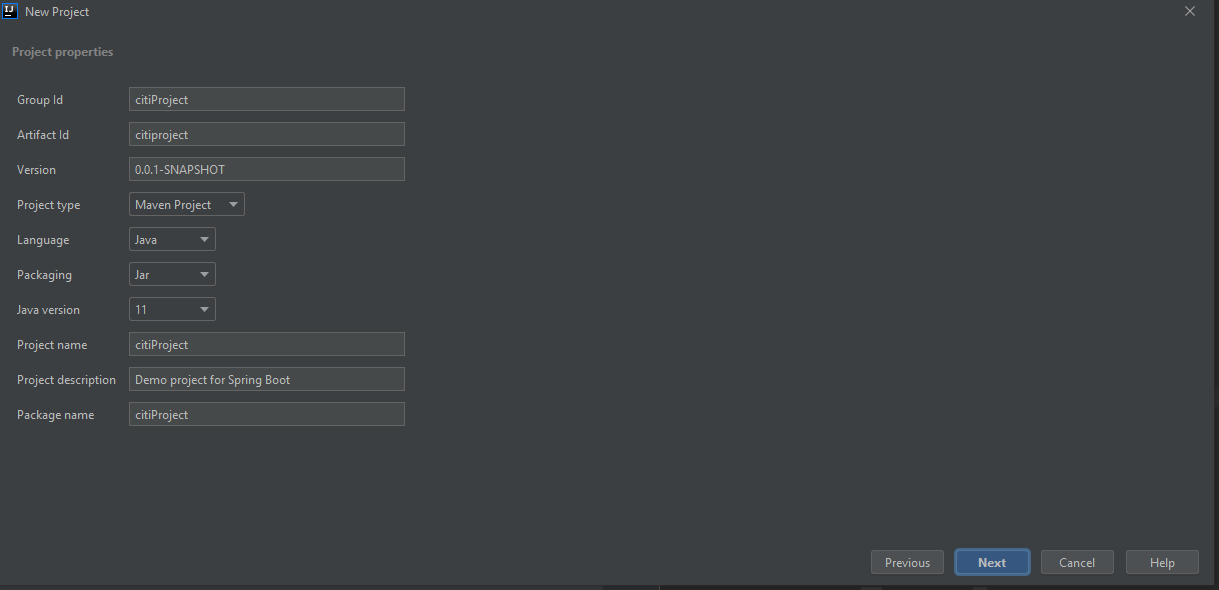 IJ New Project
Project properties
Group Id citiProject
Artifact Id citiproject
Version 0.0.1-SNAPSHOT
Project type Maven Project
Language Java
Packaging Jar
Java version 11
Project name citiProject
Project description Demo project for Spring Boot
Package name citiProject
Previous Next Cancel Help